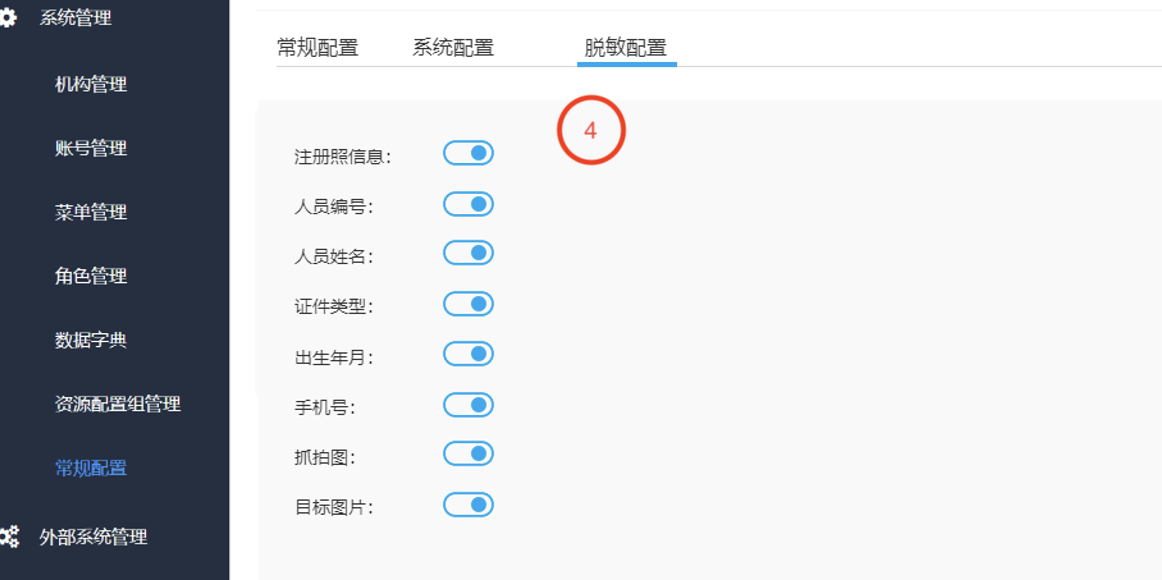 系统管理
机构管理
账号管理
菜单管理
角色管理
数据字典
资源配置组管理
常规配置
外部系统管理
常规配置 系统配置 脱敏配置
4
注册照信息：
人员编号：
人员姓名：
证件类型：
出生年月：
手机号：
抓拍图：
目标图片：